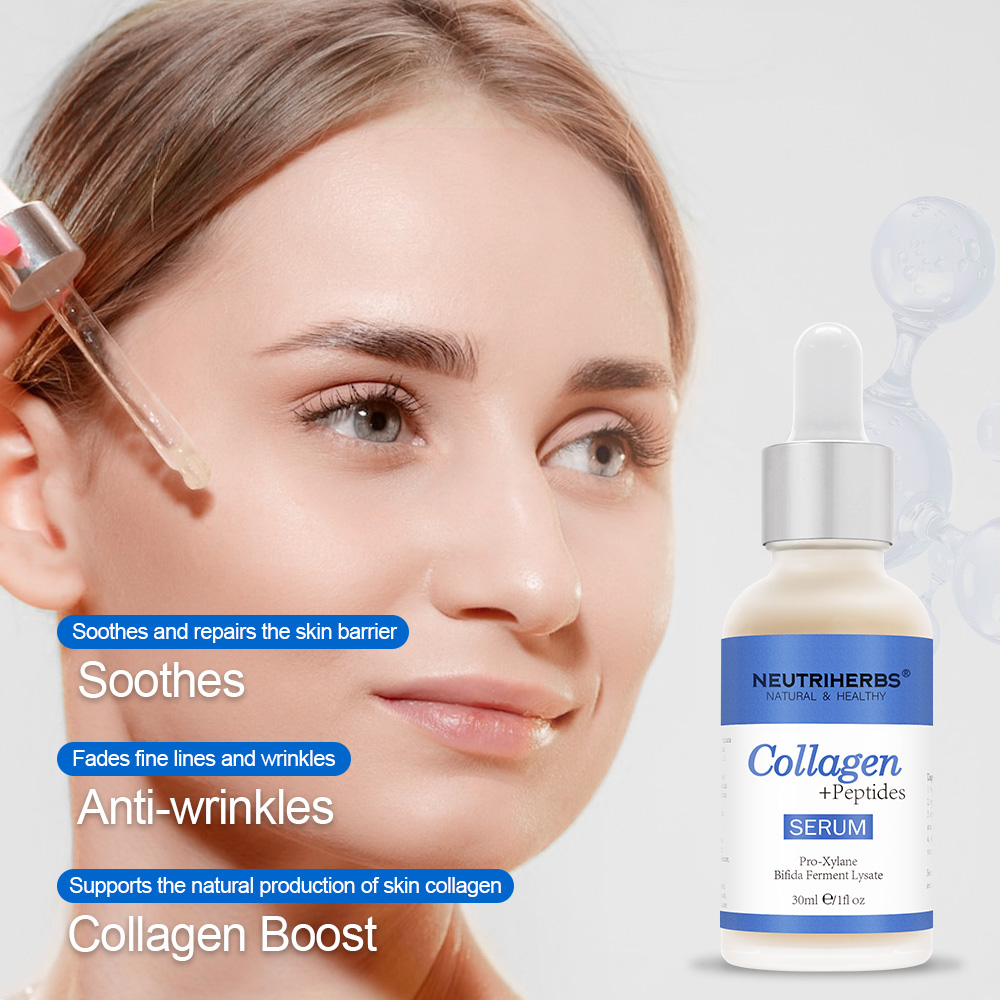 Soothes and repairs the skin barrier
Soothes
Fades fine lines and wrinkles
Anti-wrinkles
Supports the natural production of skin collagen
Collagen Boost
NEUTRIHERBS®
NATURAL & HEALTHY
Collagen
+Peptides
SERUM
Pro-Xylane
Bifida Ferment Lysate
30ml ℮/1fl oz